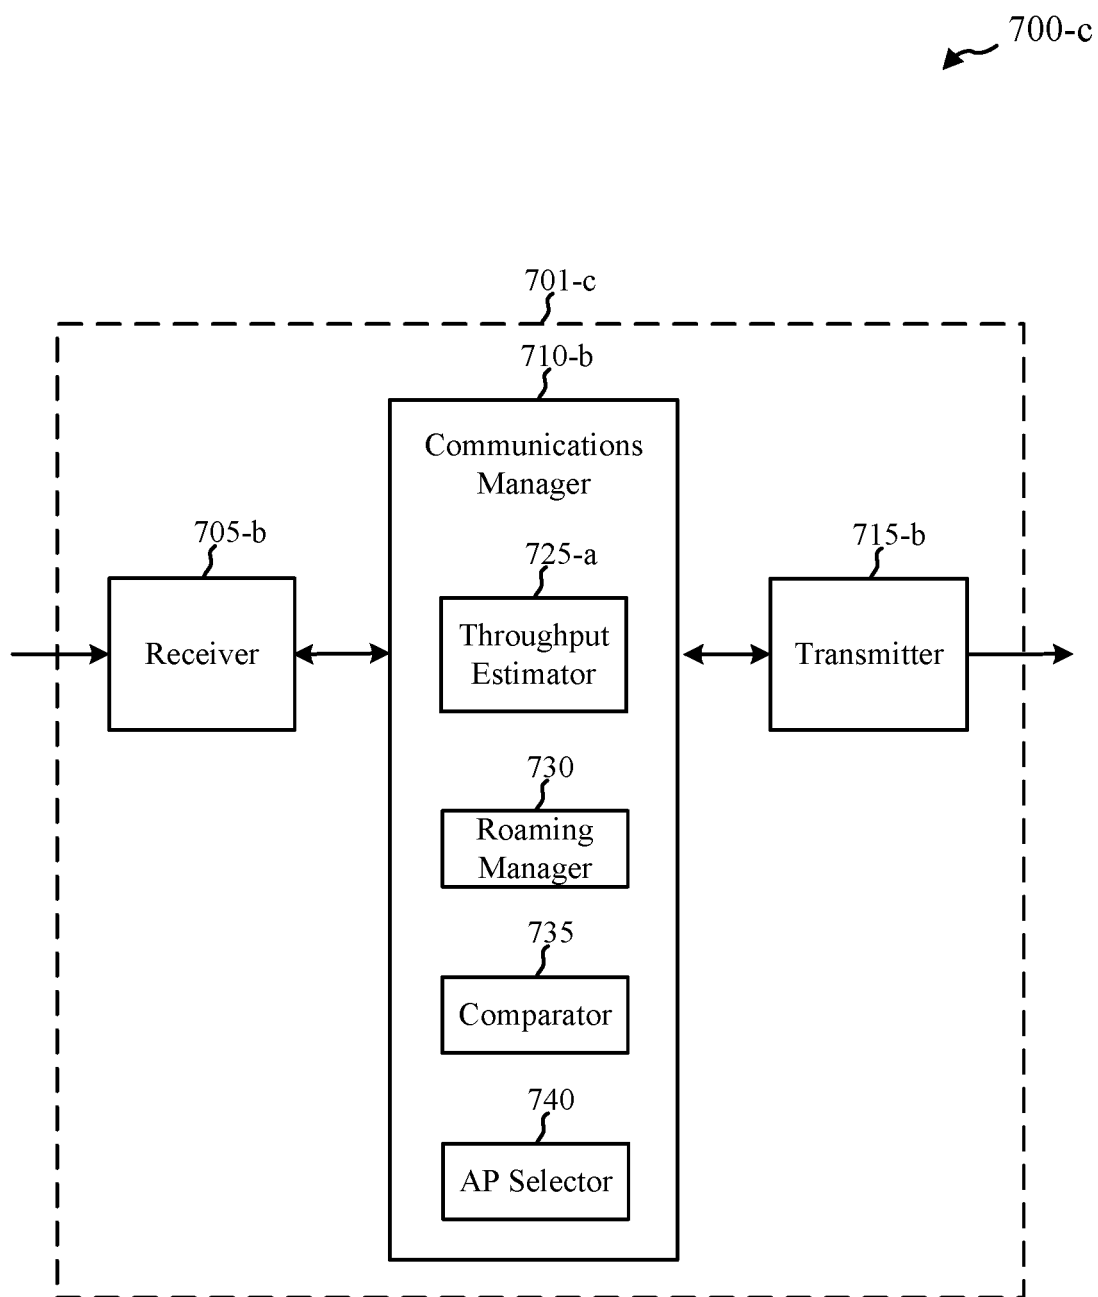 700-c
701-c
710-b
Communications
Manager
705-b
725-a
715-b
Receiver
Throughput
Estimator
Transmitter
730
Roaming
Manager
735
Comparator
740
AP Selector